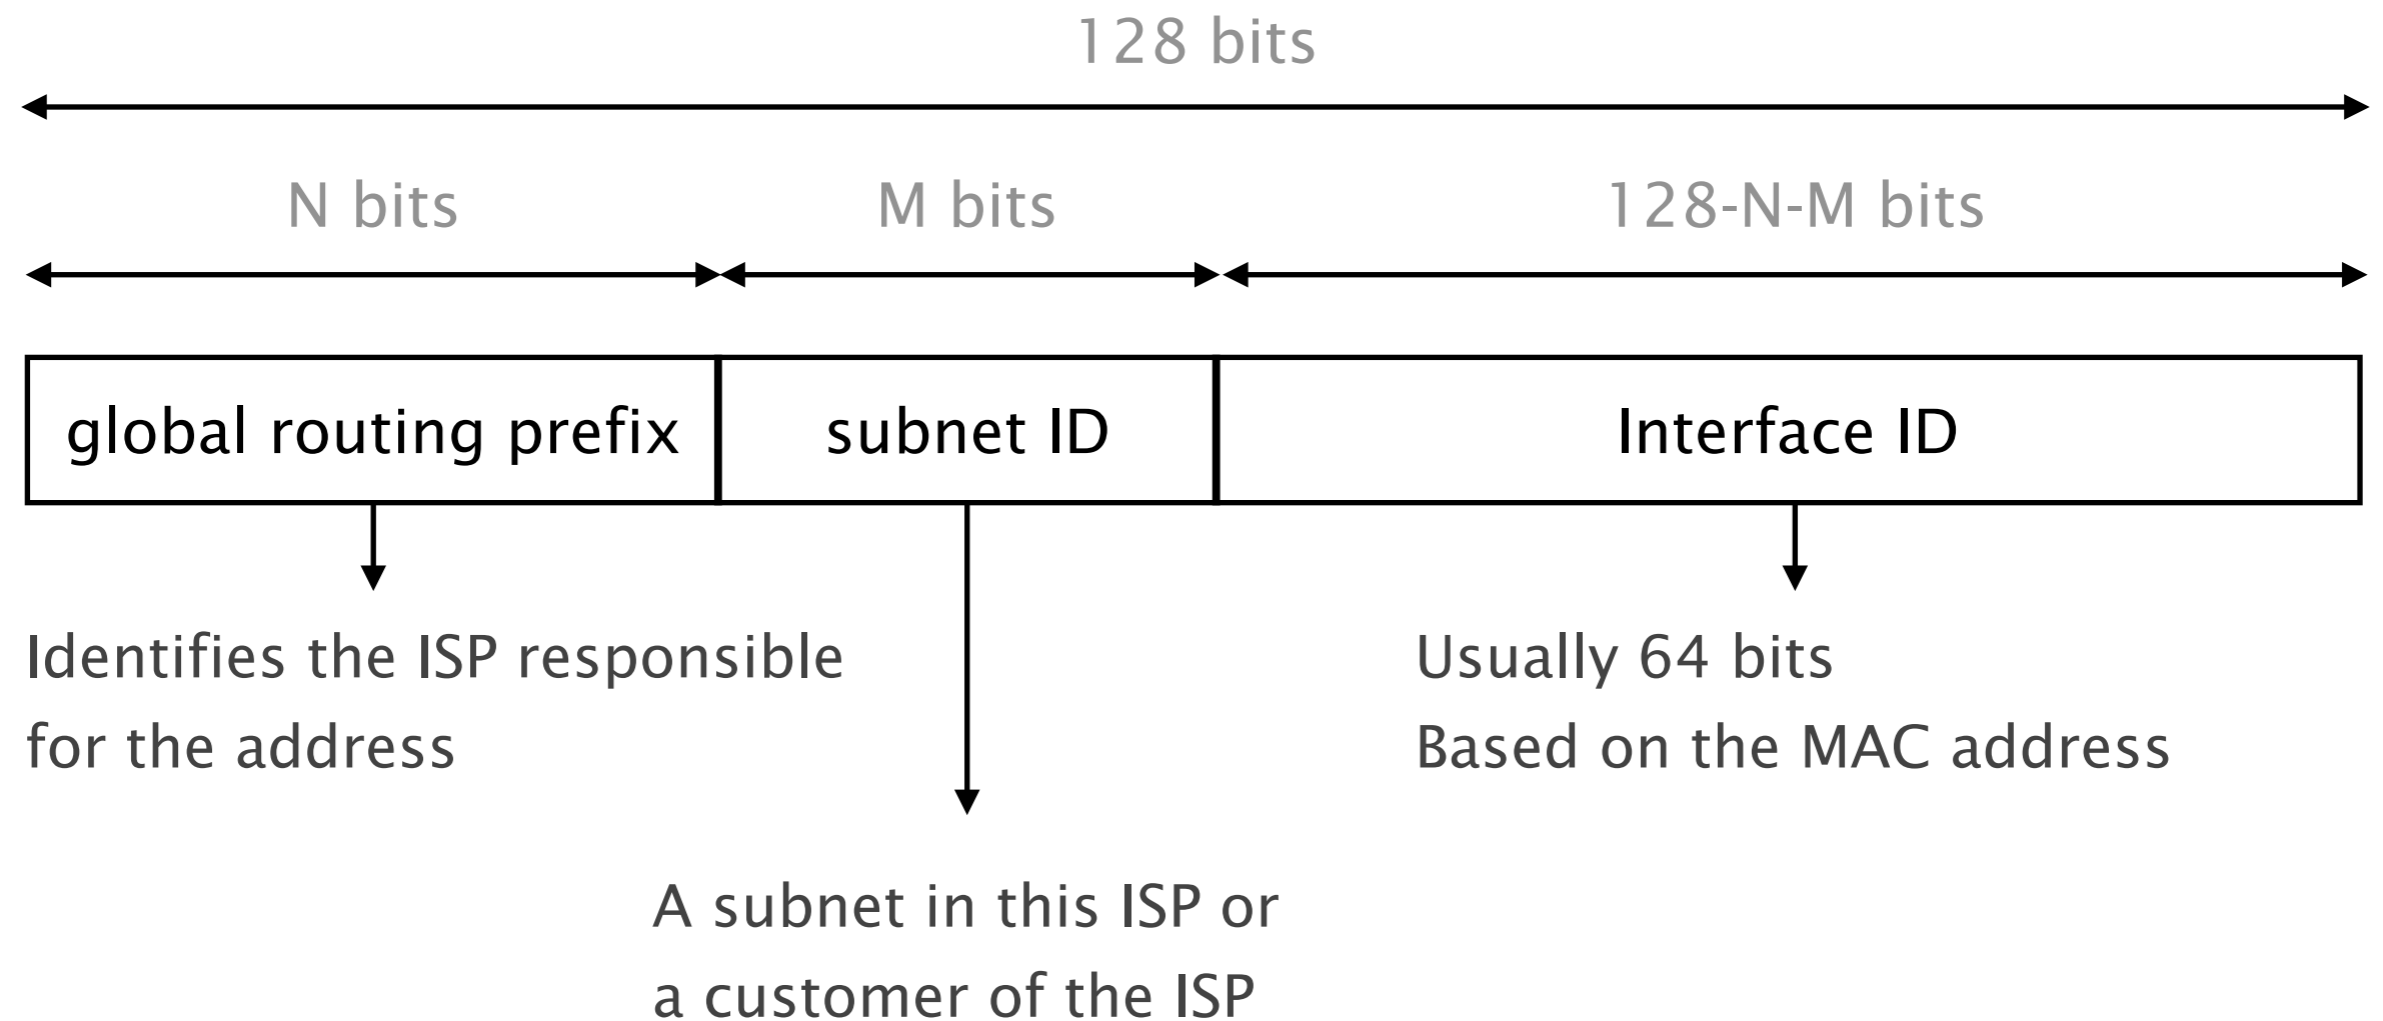 128 bits
N bits
M bits
128-N-M bits
global routing prefix
subnet ID
Interface ID
Identifies the ISP responsible
for the address
Usually 64 bits
Based on the MAC address
A subnet in this ISP or
a customer of the ISP